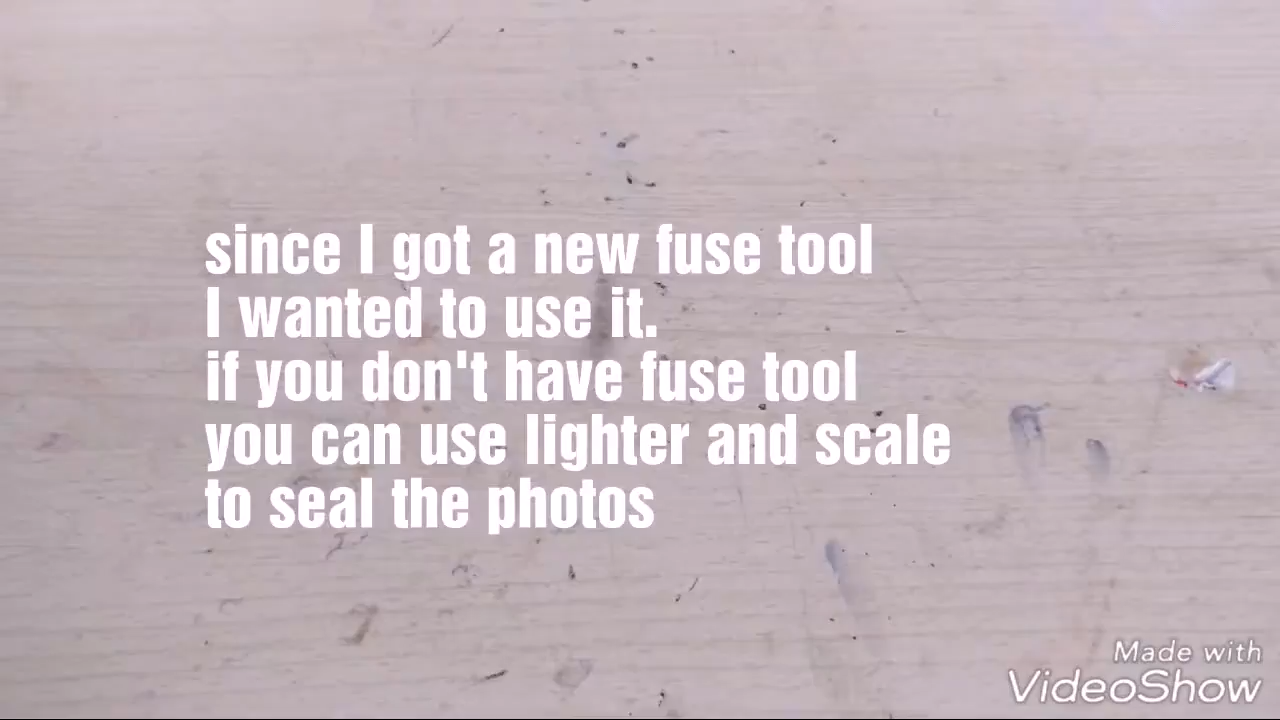 since I got a new fuse tool
I wanted to use it.
if you don't have fuse tool
you can use lighter and scale
to seal the photos
Made with
VideoShow